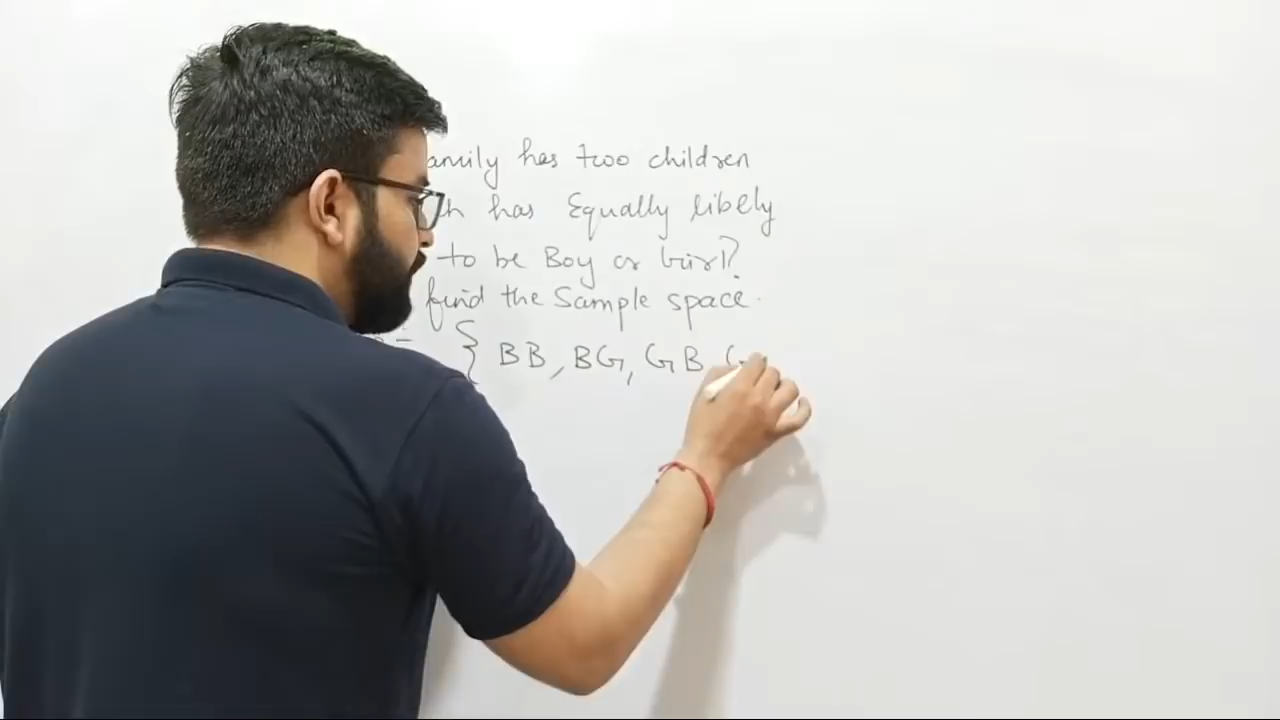 amily has two children
has Equally likely
to be Boy or Girl?
find the Sample space.
{ BB, BG, GB G